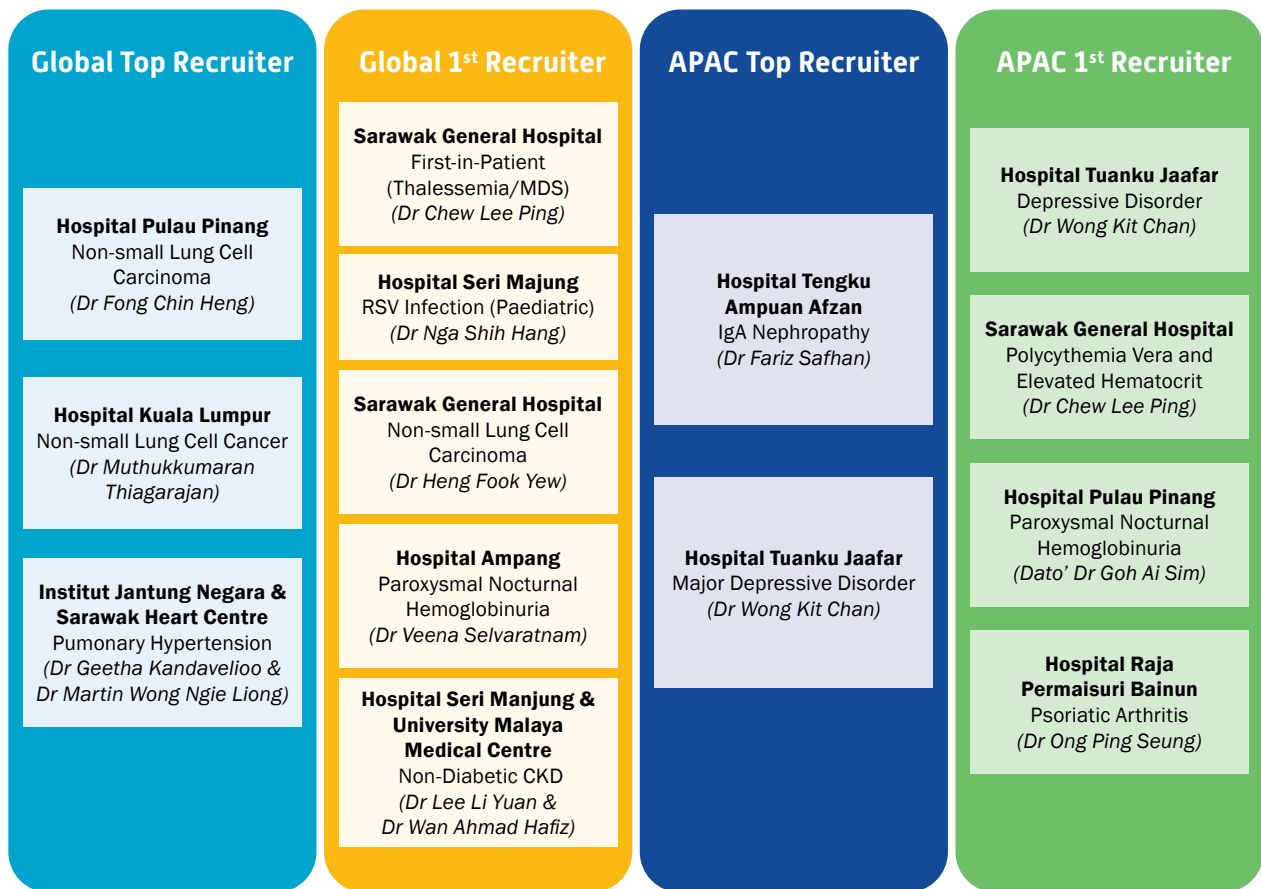 Global Top Recruiter
Hospital Pulau Pinang
Non-small Lung Cell
Carcinoma
(Dr Fong Chin Heng)
Hospital Kuala Lumpur
Non-small Lung Cell Cancer
(Dr Muthukkumaran
Thiagarajan)
Institut Jantung Negara &
Sarawak Heart Centre
Pumonary Hypertension
(Dr Geetha Kandavelioo &
Dr Martin Wong Ngie Liong)
Global 1st Recruiter
Sarawak General Hospital
First-in-Patient
(Thalessemia/MDS)
(Dr Chew Lee Ping)
Hospital Seri Majung
RSV Infection (Paediatric)
(Dr Nga Shih Hang)
Sarawak General Hospital
Non-small Lung Cell
Carcinoma
(Dr Heng Fook Yew)
Hospital Ampang
Paroxysmal Nocturnal
Hemoglobinuria
(Dr Veena Selvaratnam)
Hospital Seri Manjung &
University Malaya
Medical Centre
Non-Diabetic CKD
(Dr Lee Li Yuan &
Dr Wan Ahmad Hafiz)
APAC Top Recruiter
Hospital Tengku
Ampuan Afzan
IgA Nephropathy
(Dr Fariz Safhan)
Hospital Tuanku Jaafar
Major Depressive Disorder
(Dr Wong Kit Chan)
APAC 1st Recruiter
Hospital Tuanku Jaafar
Depressive Disorder
(Dr Wong Kit Chan)
Sarawak General Hospital
Polycythemia Vera and
Elevated Hematocrit
(Dr Chew Lee Ping)
Hospital Pulau Pinang
Paroxysmal Nocturnal
Hemoglobinuria
(Dato' Dr Goh Ai Sim)
Hospital Raja
Permaisuri Bainun
Psoriatic Arthritis
(Dr Ong Ping Seung)